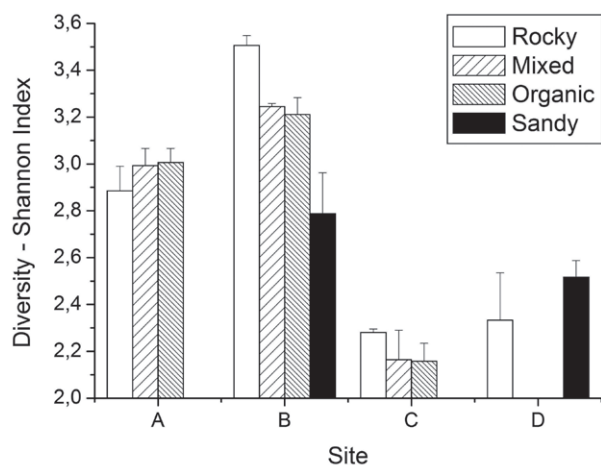 Diversity - Shannon Index
3,6
3,4
3,2
3,0
2,8
2,6
2,4
2,2
2,0
Rocky
Mixed
Organic
Sandy
A B C D
Site